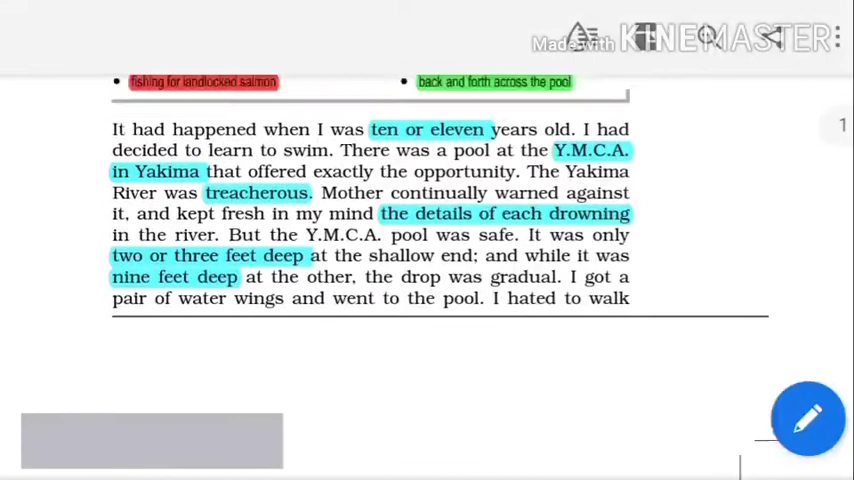 Made with KINEMASTER
• fishing for landlocked salmon
• back and forth across the pool
1
It had happened when I was ten or eleven years old. I had
decided to learn to swim. There was a pool at the Y.M.C.A.
in Yakima that offered exactly the opportunity. The Yakima
River was treacherous. Mother continually warned against
it, and kept fresh in my mind the details of each drowning
in the river. But the Y.M.C.A. pool was safe. It was only
two or three feet deep at the shallow end; and while it was
nine feet deep at the other, the drop was gradual. I got a
pair of water wings and went to the pool. I hated to walk